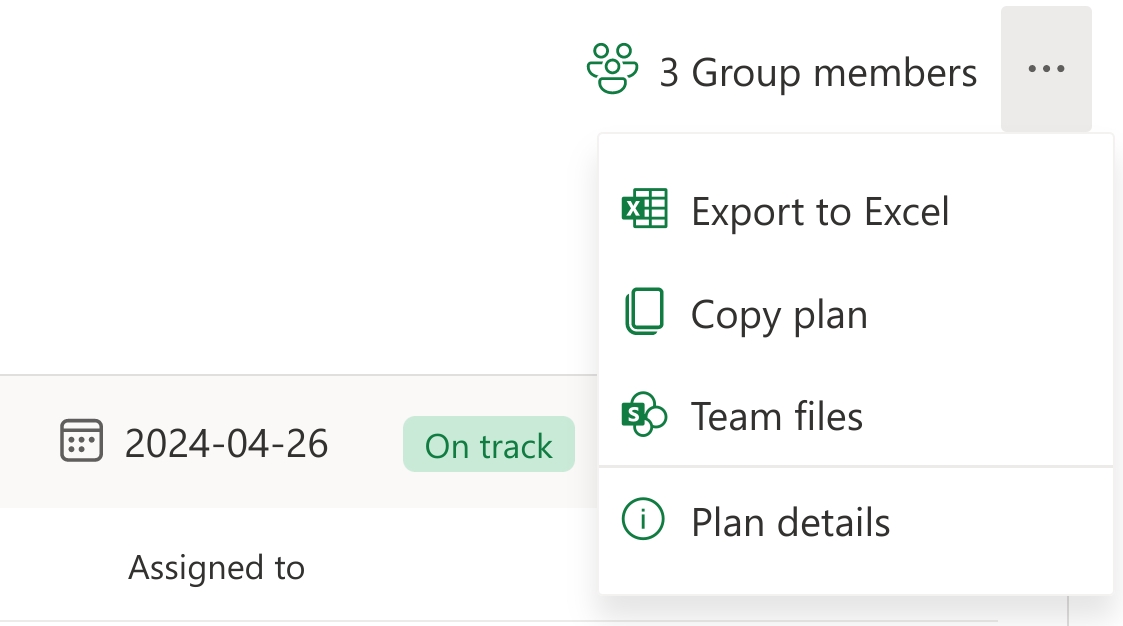 3 Group members
Export to Excel
Copy plan
Team files
Plan details
2024-04-26
On track
Assigned to